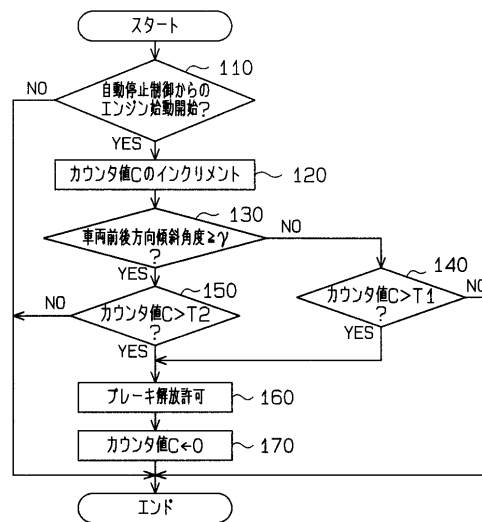 スタート
110
自動停止制御からの
エンジン始動開始?
NO
YES
カウンタ値Cのインクリメント
120
130
車両前後方向傾斜角度≧γ
?
NO
YES
150
カウンタ値C>T2
?
NO
YES
140
カウンタ値C>T1
?
NO
YES
ブレーキ解放許可
160
カウンタ値C←0
170
エンド